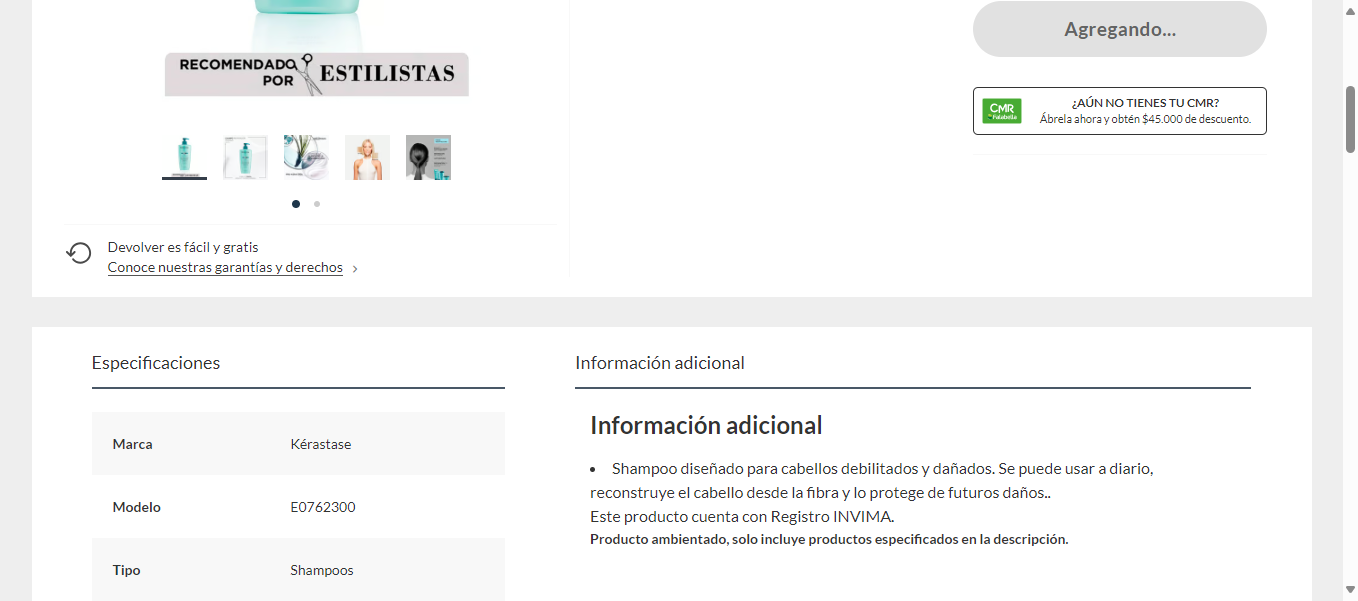 RECOMENDADO
POR
ESTILISTAS
Agregando...
CMR
Falabella
¿AÚN NO TIENES TU CMR?
Ábrela ahora y obtén $45.000 de descuento.
Devolver es fácil y gratis
Conoce nuestras garantías y derechos
Especificaciones
Marca Kérastase
Modelo E0762300
Tipo Shampoos
Información adicional
Información adicional
• Shampoo diseñado para cabellos debilitados y dañados. Se puede usar a diario,
reconstruye el cabello desde la fibra y lo protege de futuros daños..
Este producto cuenta con Registro INVIMA.
Producto ambientado, solo incluye productos especificados en la descripción.